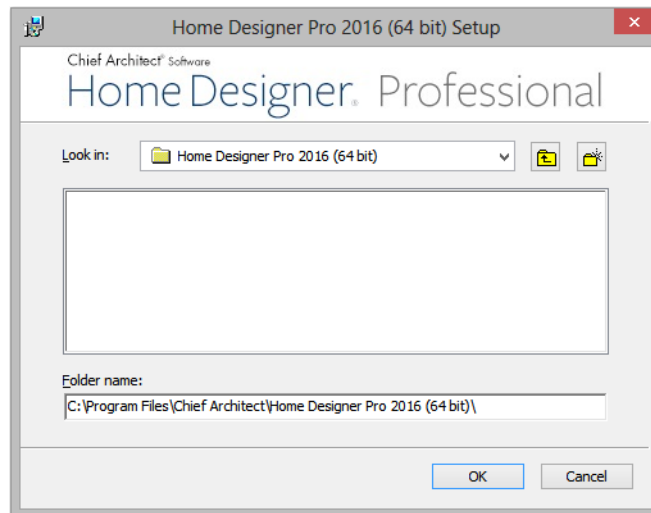 Home Designer Pro 2016 (64 bit) Setup
Chief Architect® Software
Home Designer® Professional
Look in:
Home Designer Pro 2016 (64 bit)
Folder name:
C:\Program Files\Chief Architect\Home Designer Pro 2016 (64 bit)\
OK
Cancel